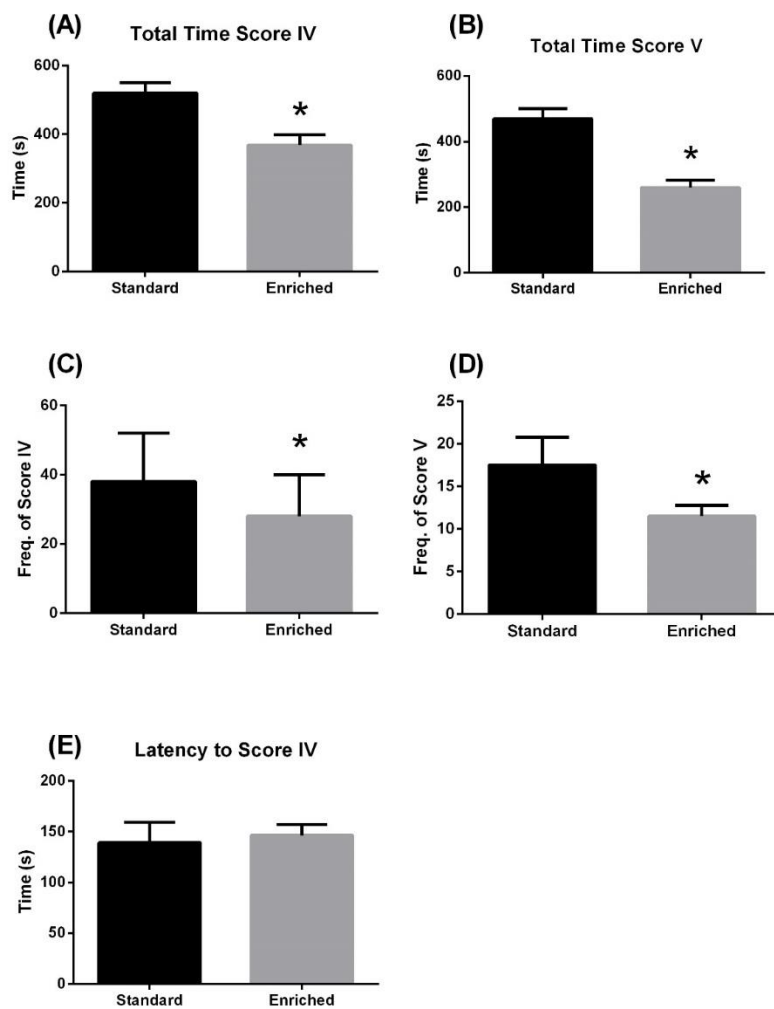 (A)
Total Time Score IV
600
400
200
0
Time (s)
*
Standard Enriched
(B)
Total Time Score V
600
400
200
0
Time (s)
*
Standard Enriched
(C)
60
40
20
0
Freq. of Score IV
*
Standard Enriched
(D)
25
20
15
10
5
0
Freq. of Score V
*
Standard Enriched
(E)
Latency to Score IV
200
150
100
50
0
Time (s)
Standard Enriched